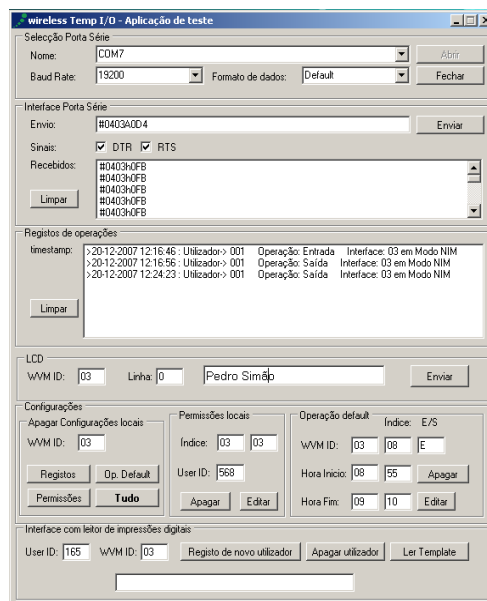 wireless Temp I/O - Aplicação de teste
Selecção Porta Série
Nome: COM7 Abrir
Baud Rate: 19200 Formato de dados: Default Fechar
Interface Porta Série
Envio: #0403A0D4 Enviar
Sinais: DTR RTS
Recebidos: #0403h0FB
#0403h0FB
#0403h0FB
#0403h0FB
#0403h0FB
Limpar
Registos de operações
timestamp: >20-12-2007 12:16:46 : Utilizador-> 001 Operação: Entrada Interface: 03 em Modo NIM
>20-12-2007 12:16:56 : Utilizador-> 001 Operação: Saída Interface: 03 em Modo NIM
>20-12-2007 12:24:23 : Utilizador-> 001 Operação: Saída Interface: 03 em Modo NIM
Limpar
LCD
WVM ID: 03 Linha: 0 Pedro Simão Enviar
Configurações
Apagar Configurações locais
WVM ID: 03
Registos Op. Default
Permissões Tudo
Permissões locais
Índice: 03 03
User ID: 568
Apagar Editar
Operação default
Índice: E/S
WVM ID: 03 08 E
Hora Inicio: 08 55 Apagar
Hora Fim: 09 10 Editar
Interface com leitor de impressões digitais
User ID: 165 WVM ID: 03 Registo de novo utilizador Apagar utilizador Ler Template